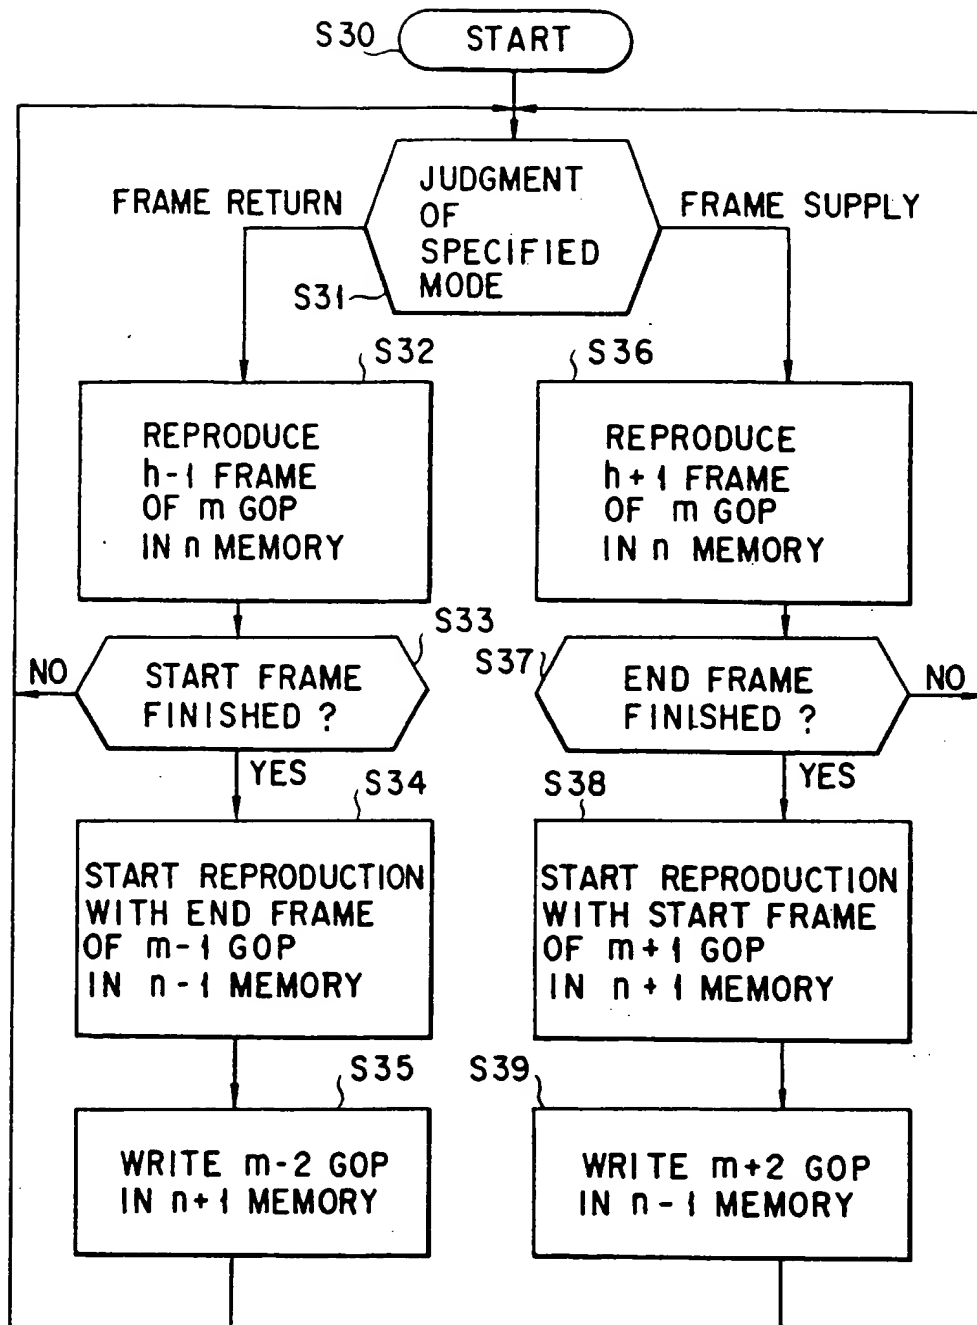 S30
START
JUDGMENT
OF
SPECIFIED
MODE
FRAME RETURN
FRAME SUPPLY
S31
S32
REPRODUCE
h-1 FRAME
OF m GOP
IN n MEMORY
S36
REPRODUCE
h+1 FRAME
OF m GOP
IN n MEMORY
S33
START FRAME
FINISHED ?
NO
YES
S37
END FRAME
FINISHED ?
NO
YES
S34
START REPRODUCTION
WITH END FRAME
OF m-1 GOP
IN n-1 MEMORY
S38
START REPRODUCTION
WITH START FRAME
OF m+1 GOP
IN n+1 MEMORY
S35
WRITE m-2 GOP
IN n+1 MEMORY
S39
WRITE m+2 GOP
IN n-1 MEMORY